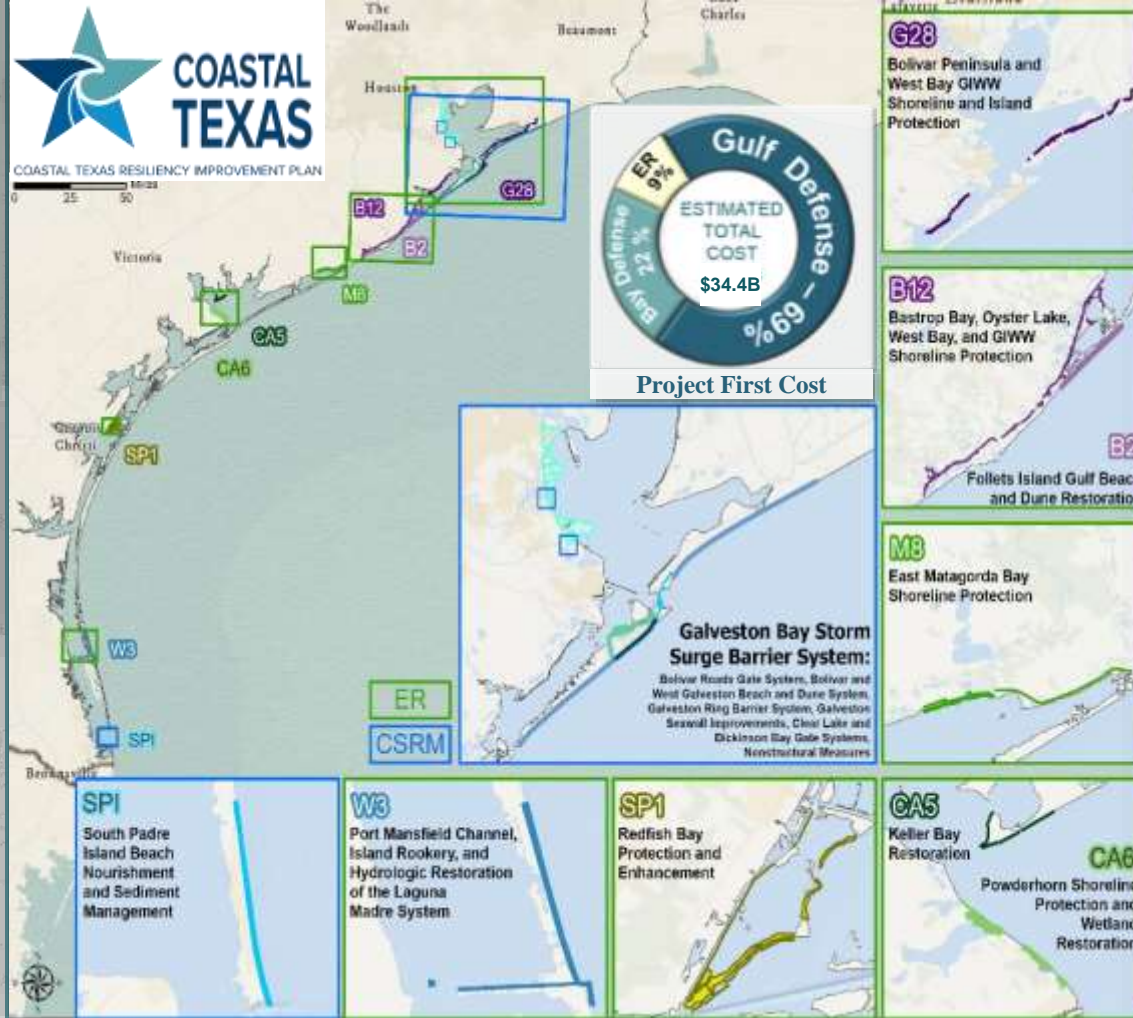 COASTAL
TEXAS
COASTAL TEXAS RESILIENCY IMPROVEMENT PLAN
Miles
0 25 50
The
Woodlands
Beaumont
Charles
Houston
Victoria
Christi
Brownsville
G28
B12
B2
M8
CA5
CA6
SP1
W3
SPI
ER
CSRM
Gulf Defense – 69%
Bay Defense 22 %
ER
9%
ESTIMATED
TOTAL
COST
$34.4B
Project First Cost
Galveston Bay Storm
Surge Barrier System:
Bolivar Roads Gate System, Bolivar and
West Galveston Beach and Dune System,
Galveston Ring Barrier System, Galveston
Seawall Improvements, Clear Lake and
Dickinson Bay Gate Systems,
Nonstructural Measures
G28
Bolivar Peninsula and
West Bay GIWW
Shoreline and Island
Protection
B12
Bastrop Bay, Oyster Lake,
West Bay, and GIWW
Shoreline Protection
B2
Follets Island Gulf Beac
and Dune Restoratio
M8
East Matagorda Bay
Shoreline Protection
SPI
South Padre
Island Beach
Nourishment
and Sediment
Management
W3
Port Mansfield Channel,
Island Rookery, and
Hydrologic Restoration
of the Laguna
Madre System
SP1
Redfish Bay
Protection and
Enhancement
CA5
Keller Bay
Restoration
CA6
Powderhorn Shoreline
Protection and
Wetland
Restoration